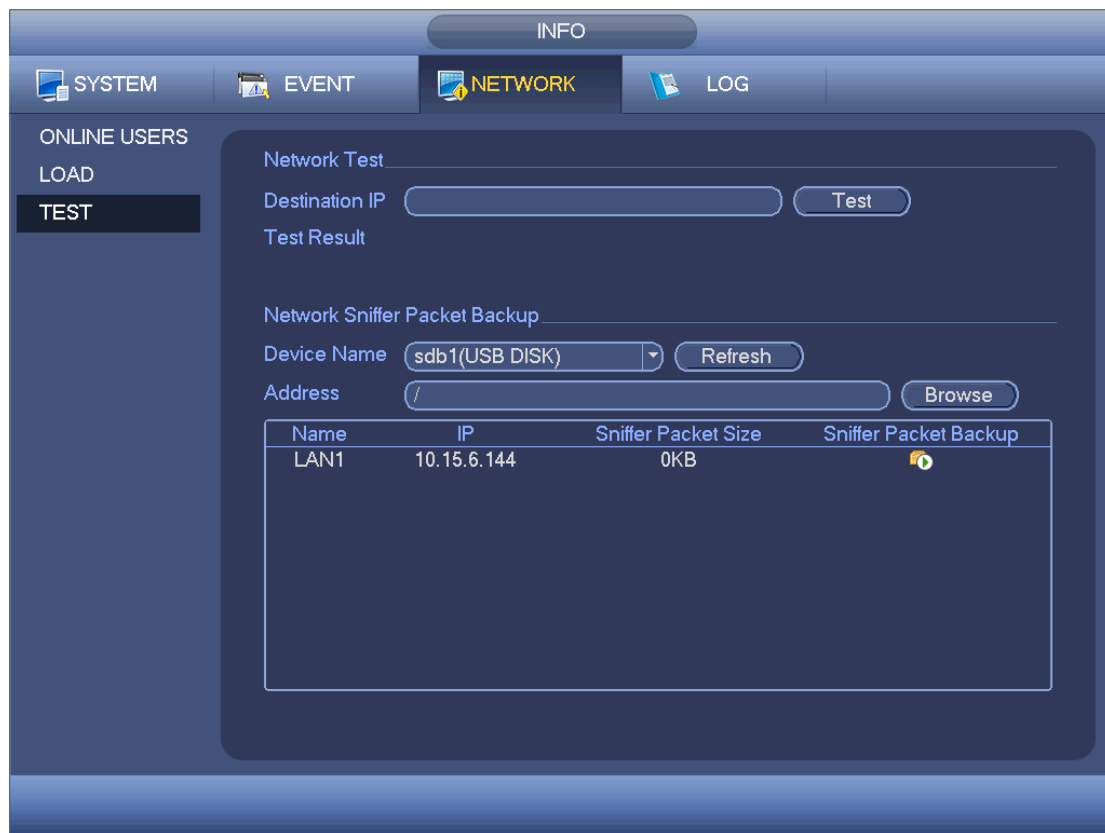 INFO
SYSTEM EVENT NETWORK LOG
ONLINE USERS
LOAD
TEST
Network Test
Destination IP Test
Test Result
Network Sniffer Packet Backup
Device Name sdb1(USB DISK) Refresh
Address / Browse
Name IP Sniffer Packet Size Sniffer Packet Backup
LAN1 10.15.6.144 0KB